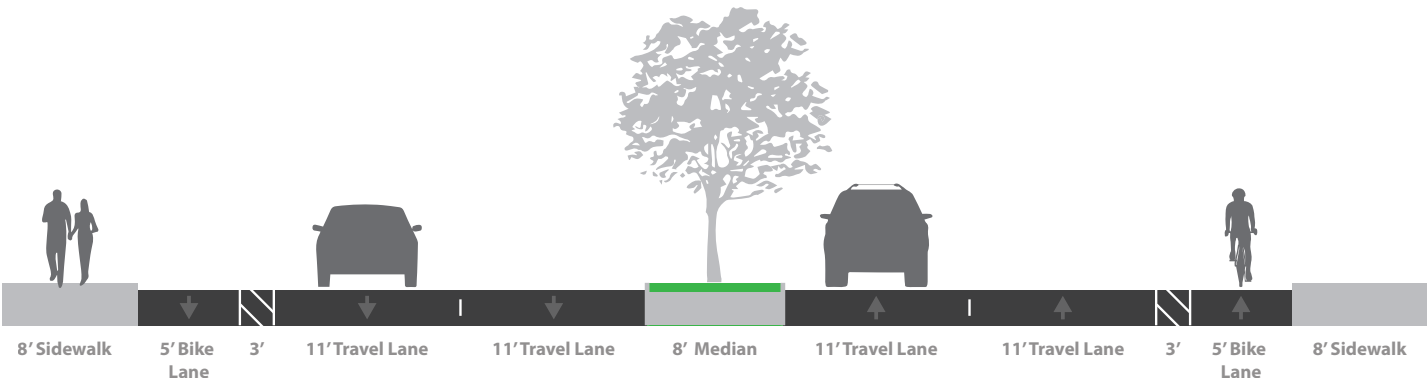 8’ Sidewalk
5’ Bike
Lane
3’
11’ Travel Lane
11’ Travel Lane
8’ Median
11’ Travel Lane
11’ Travel Lane
3’
5’ Bike
Lane
8’ Sidewalk